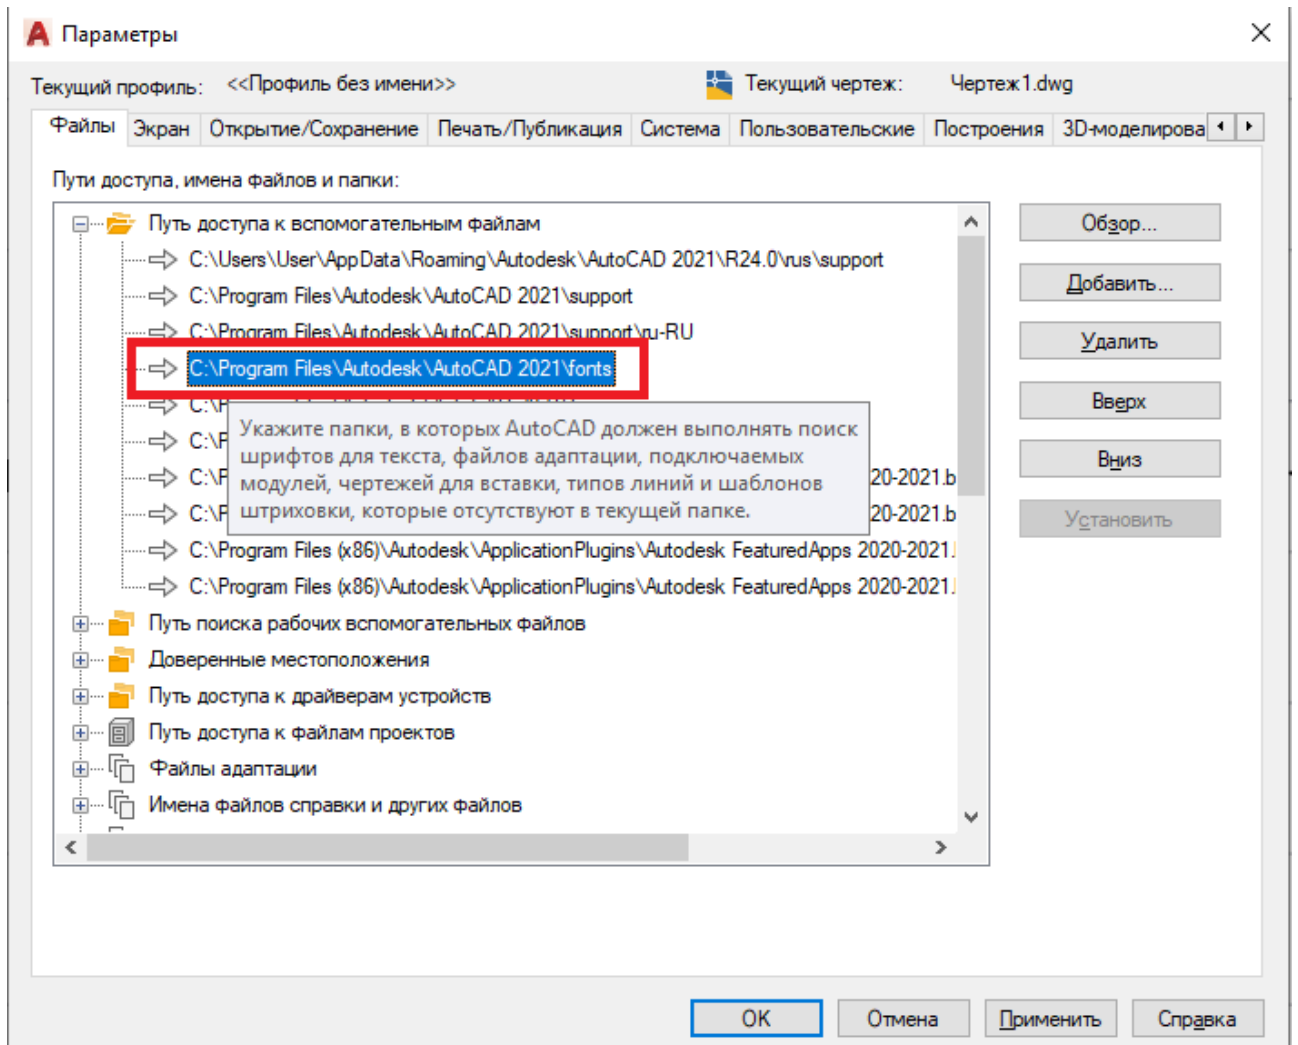 Параметры
Текущий профиль: <<Профиль без имени>> Текущий чертеж: Чертеж1.dwg
Файлы Экран Открытие/Сохранение Печать/Публикация Система Пользовательские Построения 3D-моделирова
Пути доступа, имена файлов и папки:
Путь доступа к вспомогательным файлам
C:\Users\User\AppData\Roaming\Autodesk\AutoCAD 2021\R24.0\rus\support
C:\Program Files\Autodesk\AutoCAD 2021\support
C:\Program Files\Autodesk\AutoCAD 2021\support\ru-RU
C:\Program Files\Autodesk\AutoCAD 2021\fonts
Укажите папки, в которых AutoCAD должен выполнять поиск
шрифтов для текста, файлов адаптации, подключаемых
модулей, чертежей для вставки, типов линий и шаблонов
штриховки, которые отсутствуют в текущей папке.
C:\
C:\P
C:\P 20-2021.b
C:\P 20-2021.b
C:\Program Files (x86)\Autodesk\ApplicationPlugins\Autodesk FeaturedApps 2020-2021.
C:\Program Files (x86)\Autodesk\ApplicationPlugins\Autodesk FeaturedApps 2020-2021.
Путь поиска рабочих вспомогательных файлов
Доверенные местоположения
Путь доступа к драйверам устройств
Путь доступа к файлам проектов
Файлы адаптации
Имена файлов справки и других файлов
Обзор...
Добавить...
Удалить
Вверх
Вниз
Установить
OK Отмена Применить Справка